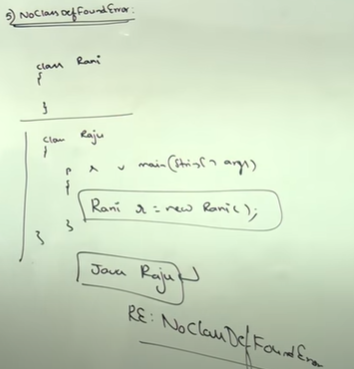 5) NoClassDefFoundError:
class Rani
{
}
class Raju
{
p s v main(String[] args)
{
Rani r = new Rani();
}
}
Java Raju↵
RE: NoClassDefFoundError